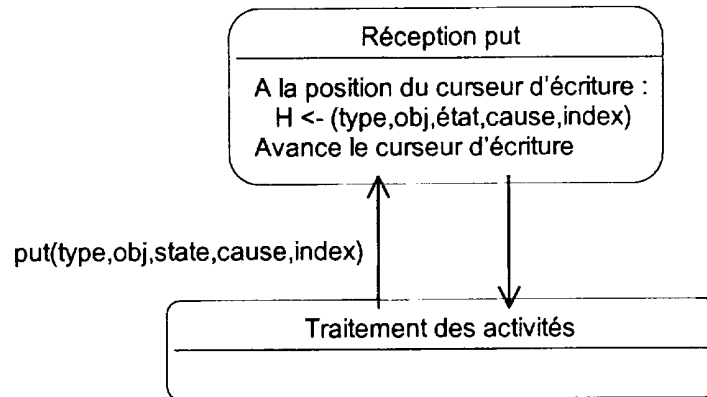 Réception put
A la position du curseur d'écriture :
H <- (type,obj,état,cause,index)
Avance le curseur d'écriture
put(type,obj,state,cause,index)
Traitement des activités